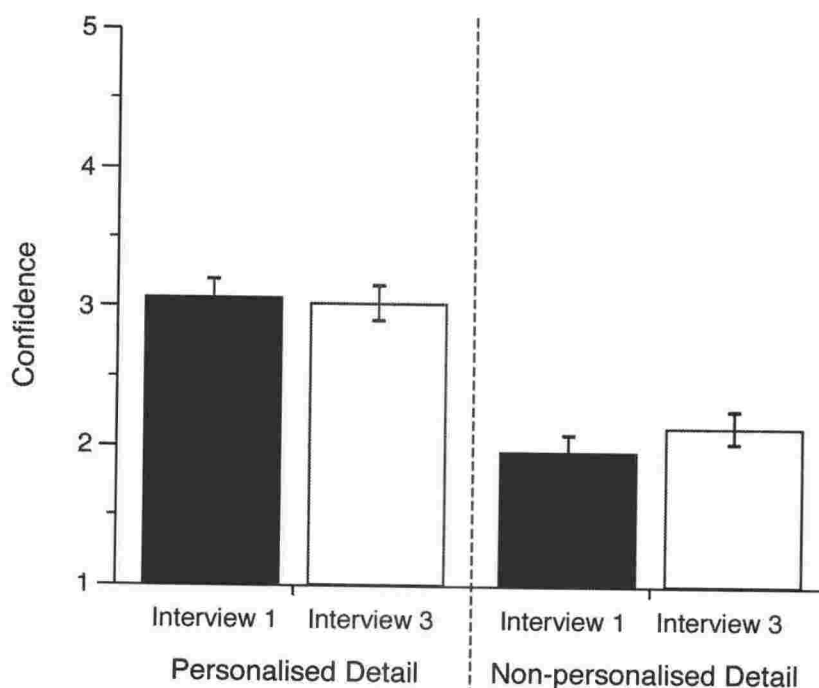 5
4
3
2
1
Confidence
Interview 1 Interview 3 Interview 1 Interview 3
Personalised Detail Non-personalised Detail